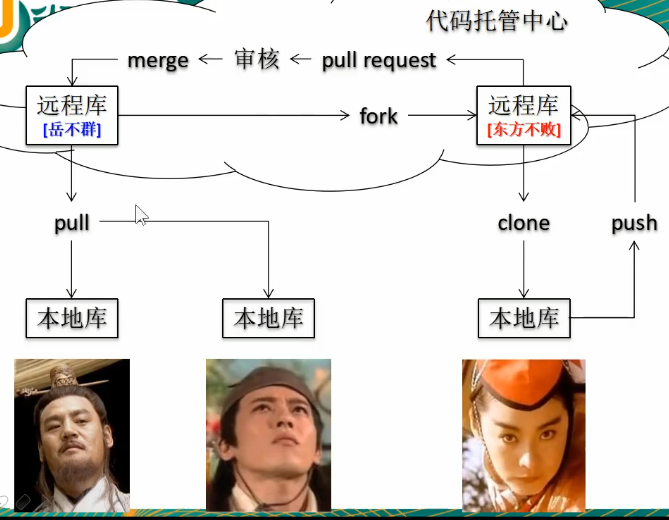 代码托管中心
merge
审核
pull request
远程库
[岳不群]
fork
远程库
[东方不败]
pull
clone
push
本地库
本地库
本地库